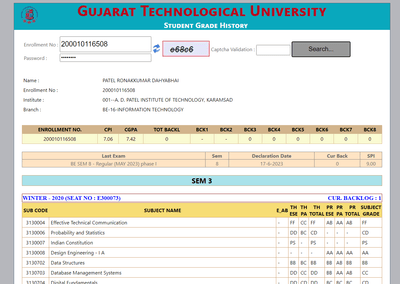 GUJARAT TECHNOLOGICAL UNIVERSITY
STUDENT GRADE HISTORY
Enrollment No : 200010116508 e68c6 Captcha Validation : Search...
Password : ••••••••
Name : PATEL RONAKKUMAR DAHYABHAI
Enrollment No : 200010116508
Institute : 001--A. D. PATEL INSTITUTE OF TECHNOLOGY, KARAMSAD
Branch : BE-16-INFORMATION TECHNOLOGY
ENROLLMENT NO. CPI CGPA TOT BACKL BCK1 BCK2 BCK3 BCK4 BCK5 BCK6 BCK7 BCK8
200010116508 7.06 7.42 0 - - 0 0 0 0 0 0
Last Exam Sem Declaration Date Cur Back SPI
BE SEM 8 - Regular (MAY 2023) phase I 8 17-6-2023 0 9.00
SEM 3
WINTER - 2020 (SEAT NO : E300073) CUR. BACKLOG : 1
SUB CODE SUBJECT NAME E_AB TH ESE TH PA TH TOTAL PR ESE PR PA PR TOTAL SUBJECT GRADE
3130004 Effective Technical Communication - FF CC FF AB AA AB FF
3130006 Probability and Statistics - DD BC CD - - - CD
3130007 Indian Constitution - PS - PS - - - PS
3130008 Design Engineering - I A - - - - AA AA AA AA
3130702 Data Structures - BB BC BB BB AB BB BB
3130703 Database Management Systems - DD CC CD BB AB BB CC
3130704 Digital Fundamentals